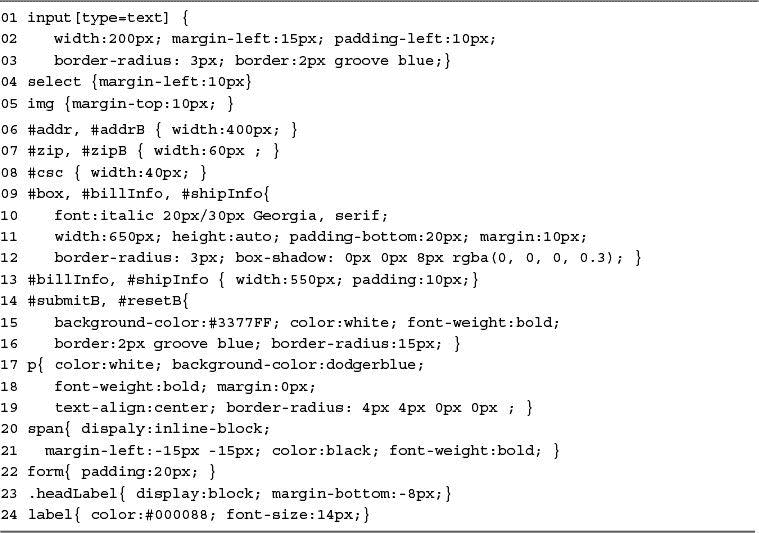 01 input[type=text] {
02    width:200px; margin-left:15px; padding-left:10px;
03    border-radius: 3px; border:2px groove blue;}
04 select {margin-left:10px}
05 img {margin-top:10px; }
06 #addr, #addrB { width:400px; }
07 #zip, #zipB { width:60px ; }
08 #csc { width:40px; }
09 #box, #billInfo, #shipInfo{
10    font:italic 20px/30px Georgia, serif;
11    width:650px; height:auto; padding-bottom:20px; margin:10px;
12    border-radius: 3px; box-shadow: 0px 0px 8px rgba(0, 0, 0, 0.3); }
13 #billInfo, #shipInfo { width:550px; padding:10px;}
14 #submitB, #resetB{
15    background-color:#3377FF; color:white; font-weight:bold;
16    border:2px groove blue; border-radius:15px; }
17 p{ color:white; background-color:dodgerblue;
18    font-weight:bold; margin:0px;
19    text-align:center; border-radius: 4px 4px 0px 0px ; }
20 span{ dispaly:inline-block;
21   margin-left:-15px -15px; color:black; font-weight:bold; }
22 form{ padding:20px; }
23 .headLabel{ display:block; margin-bottom:-8px;}
24 label{ color:#000088; font-size:14px;}